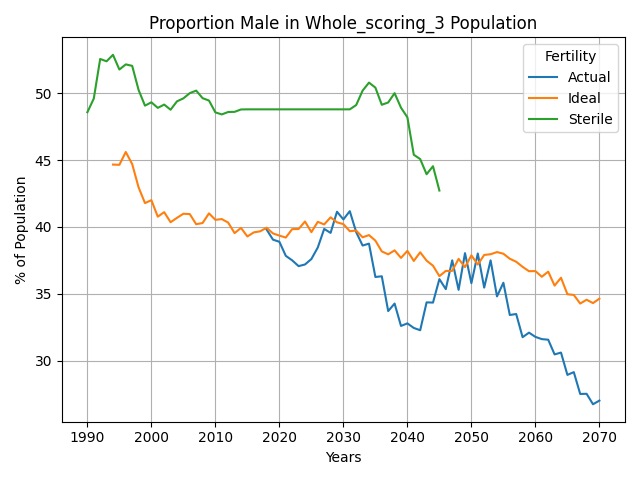 Proportion Male in Whole_scoring_3 Population
Fertility
Actual
Ideal
Sterile
% of Population
50
45
40
35
30
1990 2000 2010 2020 2030 2040 2050 2060 2070
Years